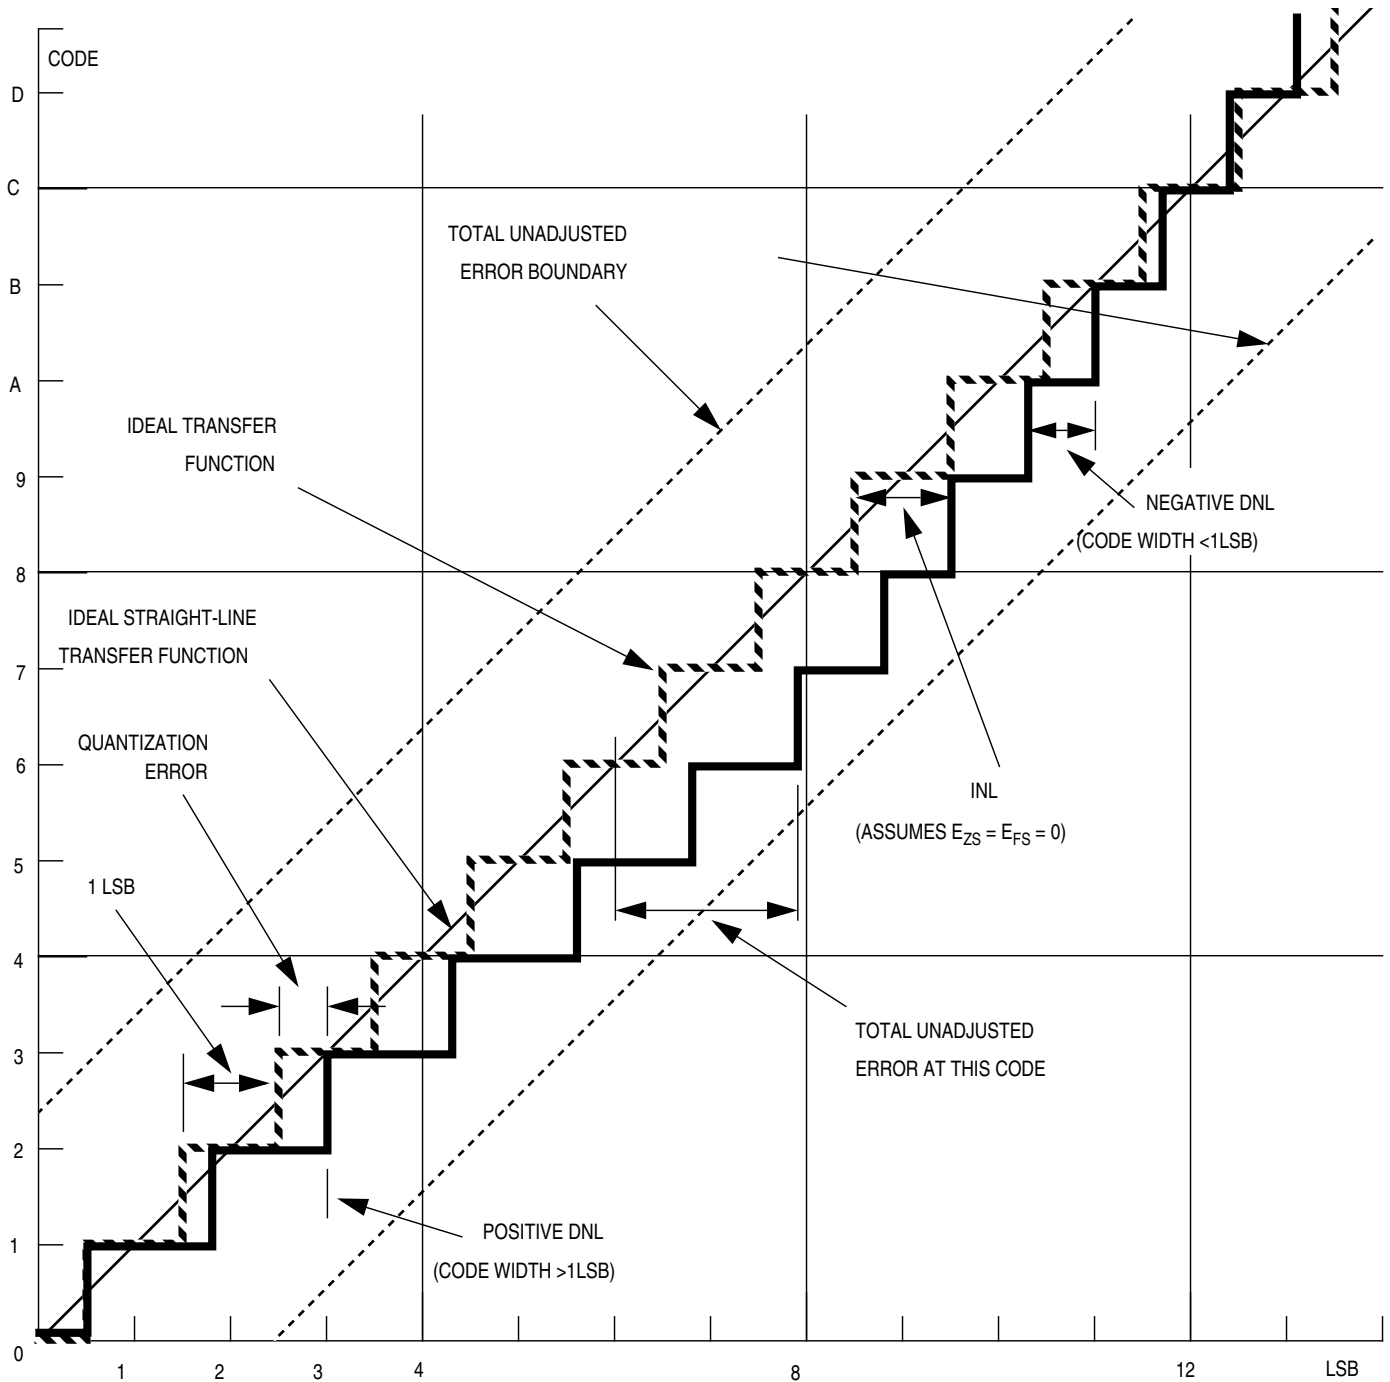 CODE
D
C
TOTAL UNADJUSTED
ERROR BOUNDARY
B
A
IDEAL TRANSFER
FUNCTION
9
NEGATIVE DNL
(CODE WIDTH <1LSB)
8
IDEAL STRAIGHT-LINE
TRANSFER FUNCTION
7
QUANTIZATION
ERROR
6
INL
(ASSUMES EZS = EFS = 0)
5
1 LSB
4
TOTAL UNADJUSTED
ERROR AT THIS CODE
3
2
POSITIVE DNL
(CODE WIDTH >1LSB)
1
0
1 2 3 4 8 12 LSB